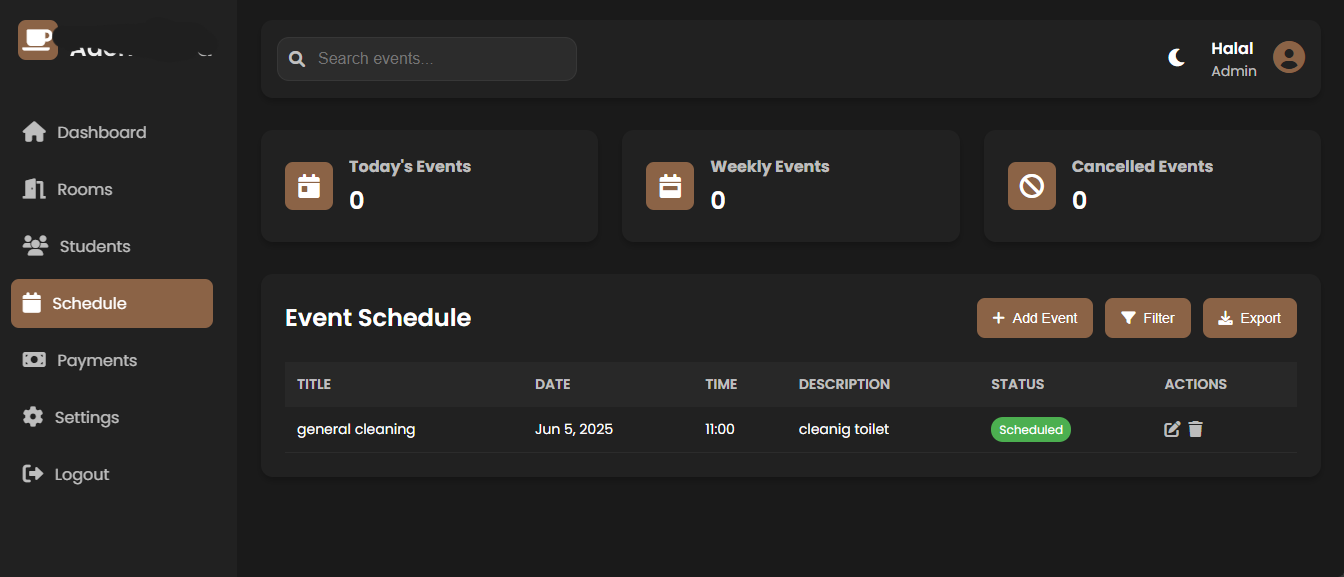 Search events...
Halal
Admin
Dashboard
Rooms
Students
Schedule
Payments
Settings
Logout
Today's Events
0
Weekly Events
0
Cancelled Events
0
Event Schedule
Add Event
Filter
Export
TITLE DATE TIME DESCRIPTION STATUS ACTIONS
general cleaning Jun 5, 2025 11:00 cleanig toilet Scheduled